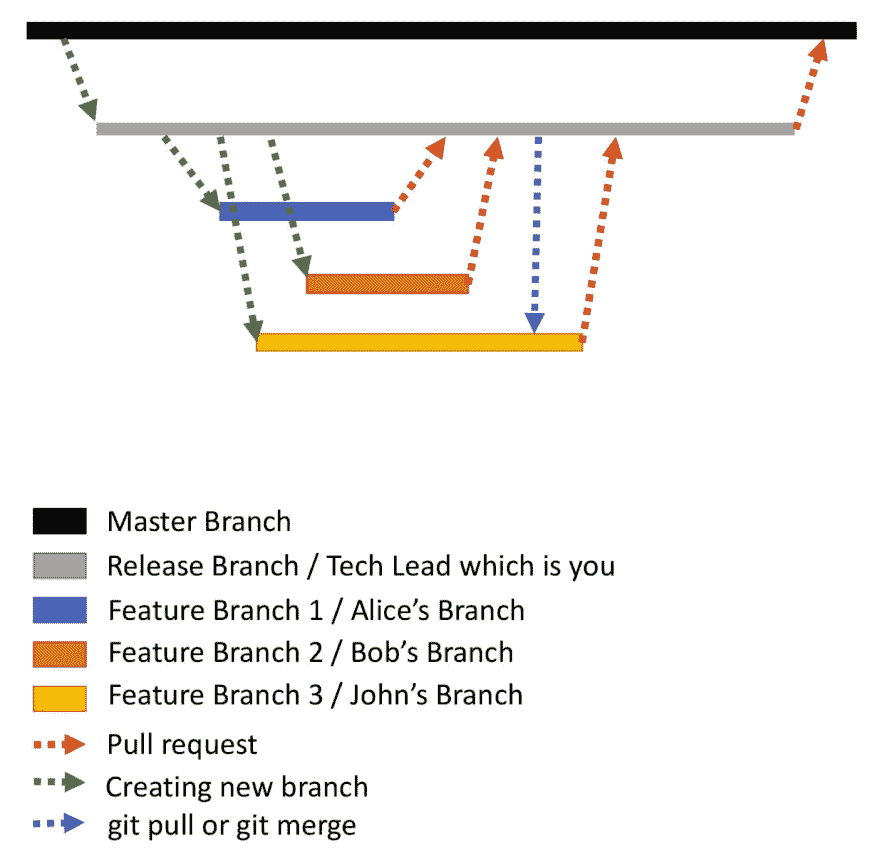 Master Branch
Release Branch / Tech Lead which is you
Feature Branch 1 / Alice’s Branch
Feature Branch 2 / Bob’s Branch
Feature Branch 3 / John’s Branch
Pull request
Creating new branch
git pull or git merge